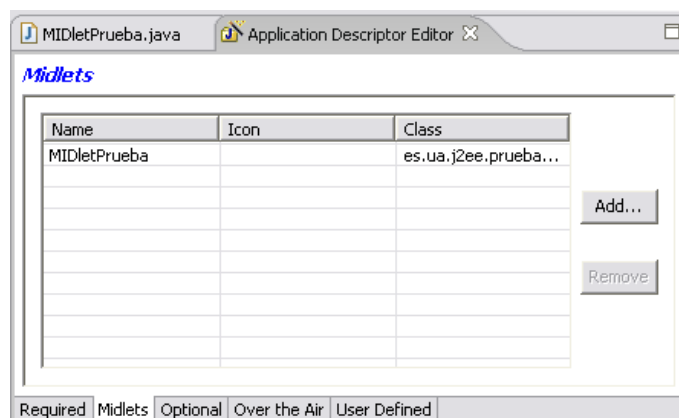 MIDletPrueba.java Application Descriptor Editor
Midlets
Name Icon Class
MIDletPrueba es.ua.j2ee.prueba...
Add...
Remove
Required Midlets Optional Over the Air User Defined